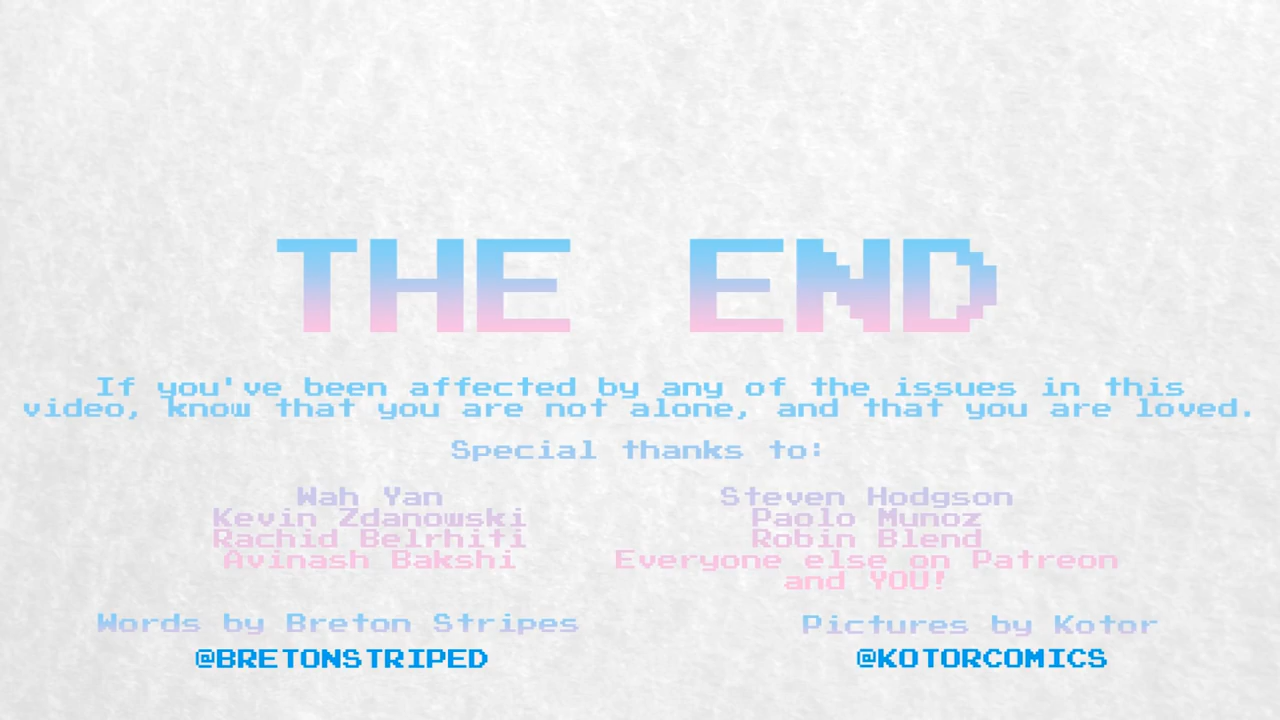 THE END
If you've been affected by any of the issues in this
video, know that you are not alone, and that you are loved.
Special thanks to:
Wah Yan
Kevin Zdanowski
Rachid Belrhiti
Avinash Bakshi
Steven Hodgson
Paolo Munoz
Robin Blend
Everyone else on Patreon
and YOU!
Words by Breton Stripes
@BRETONSTRIPED
Pictures by Kotor
@KOTORCOMICS